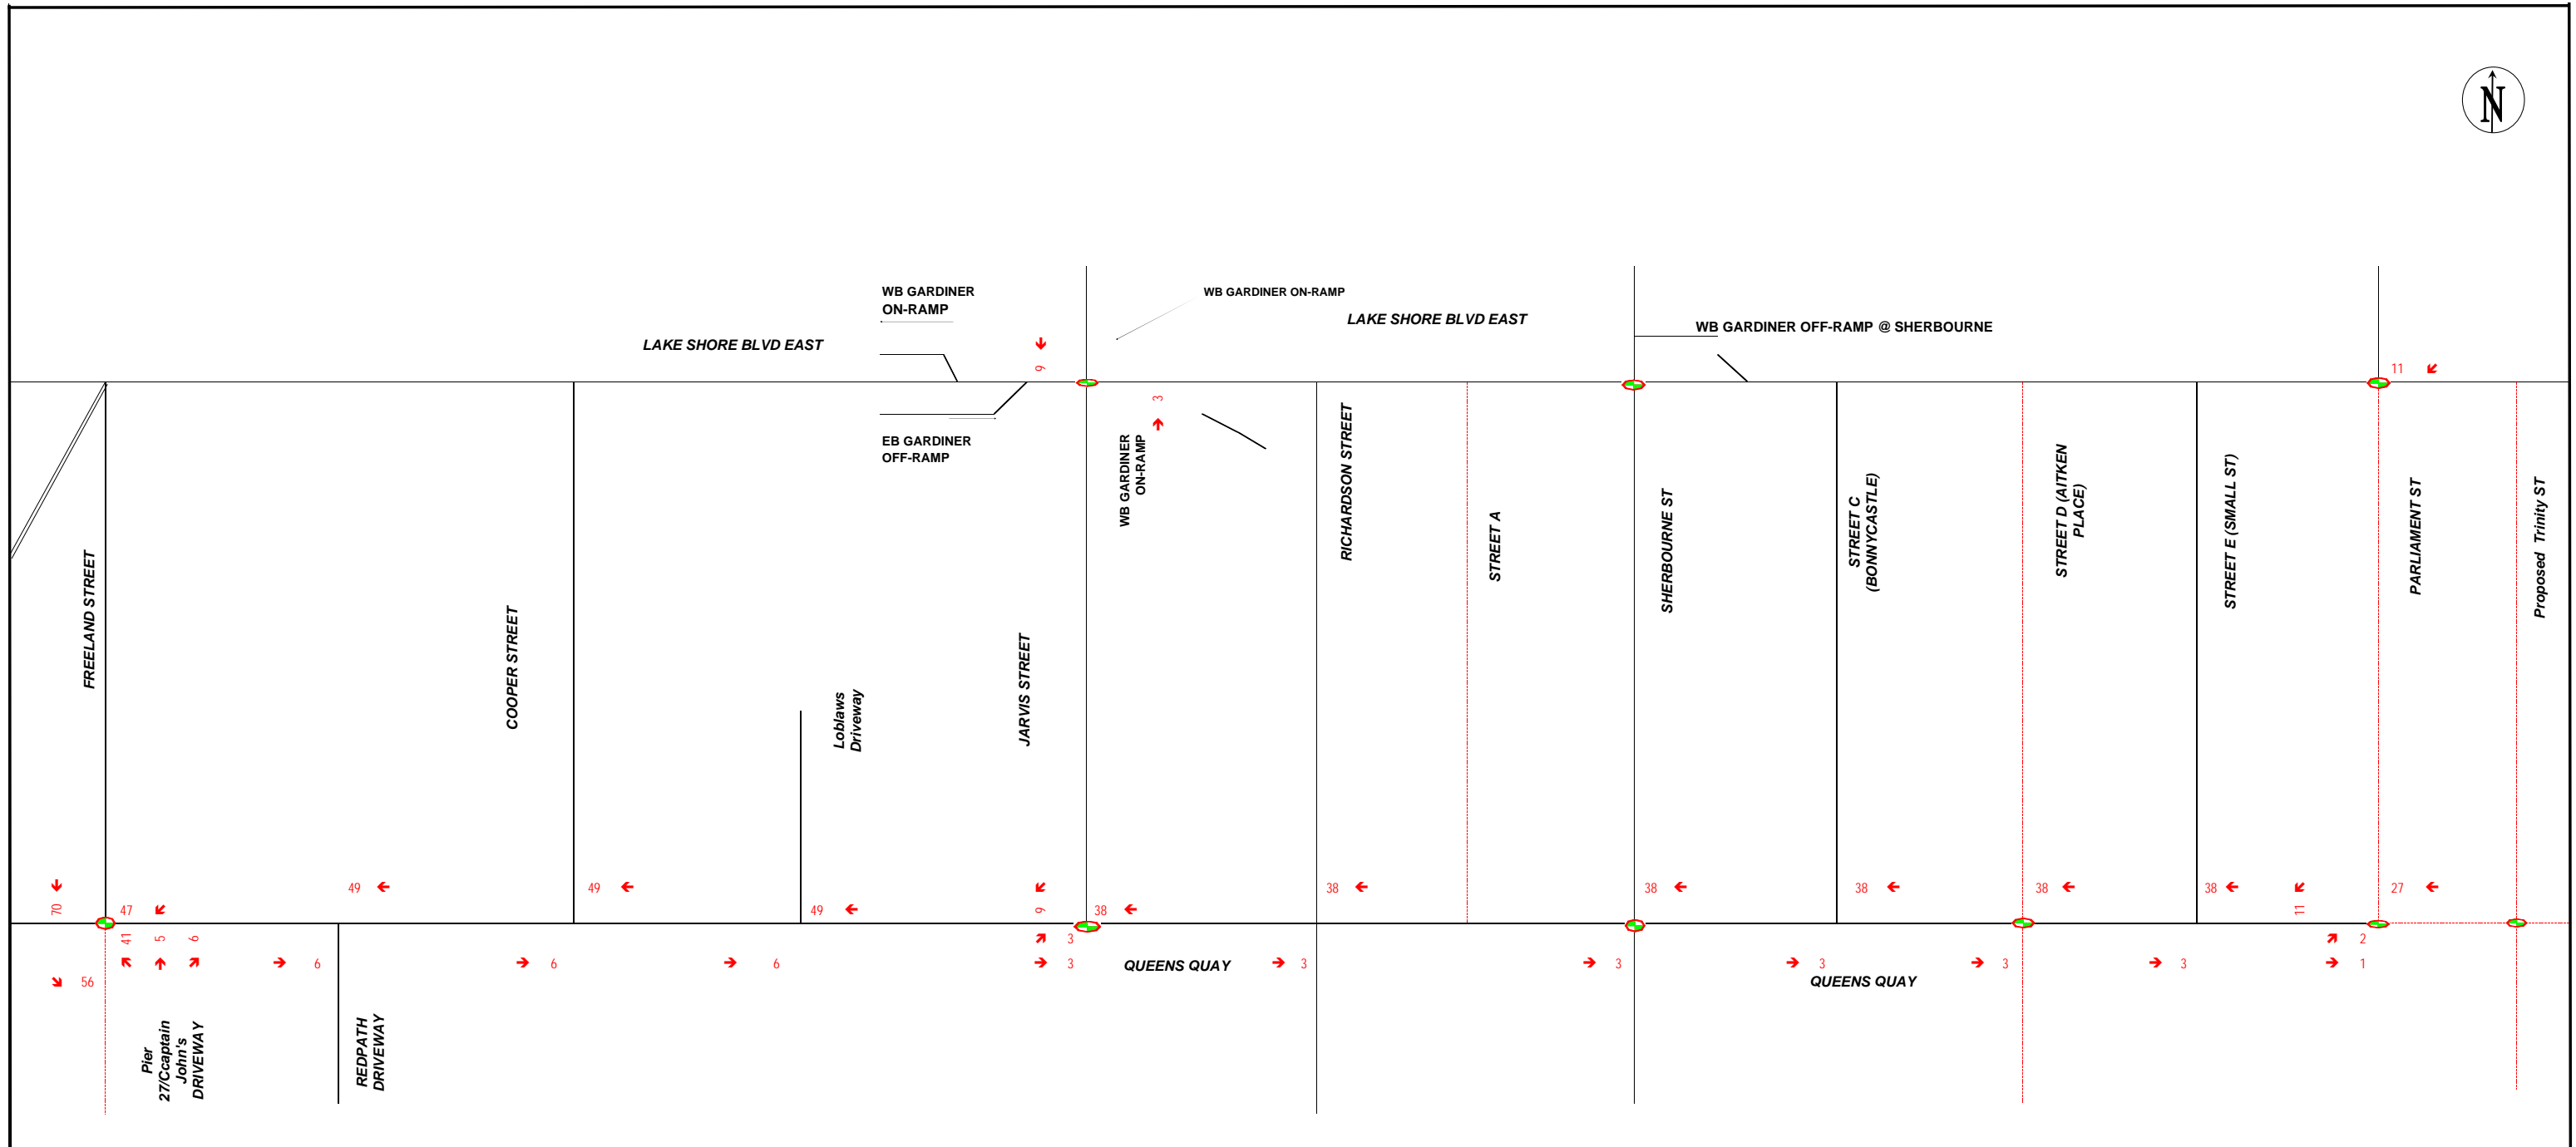 N
WB GARDINER
ON-RAMP
WB GARDINER ON-RAMP
LAKE SHORE BLVD EAST
WB GARDINER OFF-RAMP @ SHERBOURNE
LAKE SHORE BLVD EAST
9
11
3
EB GARDINER
OFF-RAMP
WB GARDINER
ON-RAMP
RICHARDSON STREET
STREET A
SHERBOURNE ST
STREET C
(BONNYCASTLE)
STREET D (AITKEN
PLACE)
STREET E (SMALL ST)
PARLIAMENT ST
Proposed Trinity ST
FREELAND STREET
COOPER STREET
Loblaws
Driveway
JARVIS STREET
49
49
38
38
38
38
38
27
70
47
49
9
38
11
41
5
6
3
2
6
6
6
3
QUEENS QUAY
3
3
3
3
3
1
56
QUEENS QUAY
Pier
27/Ccaptain
John's
DRIVEWAY
REDPATH
DRIVEWAY